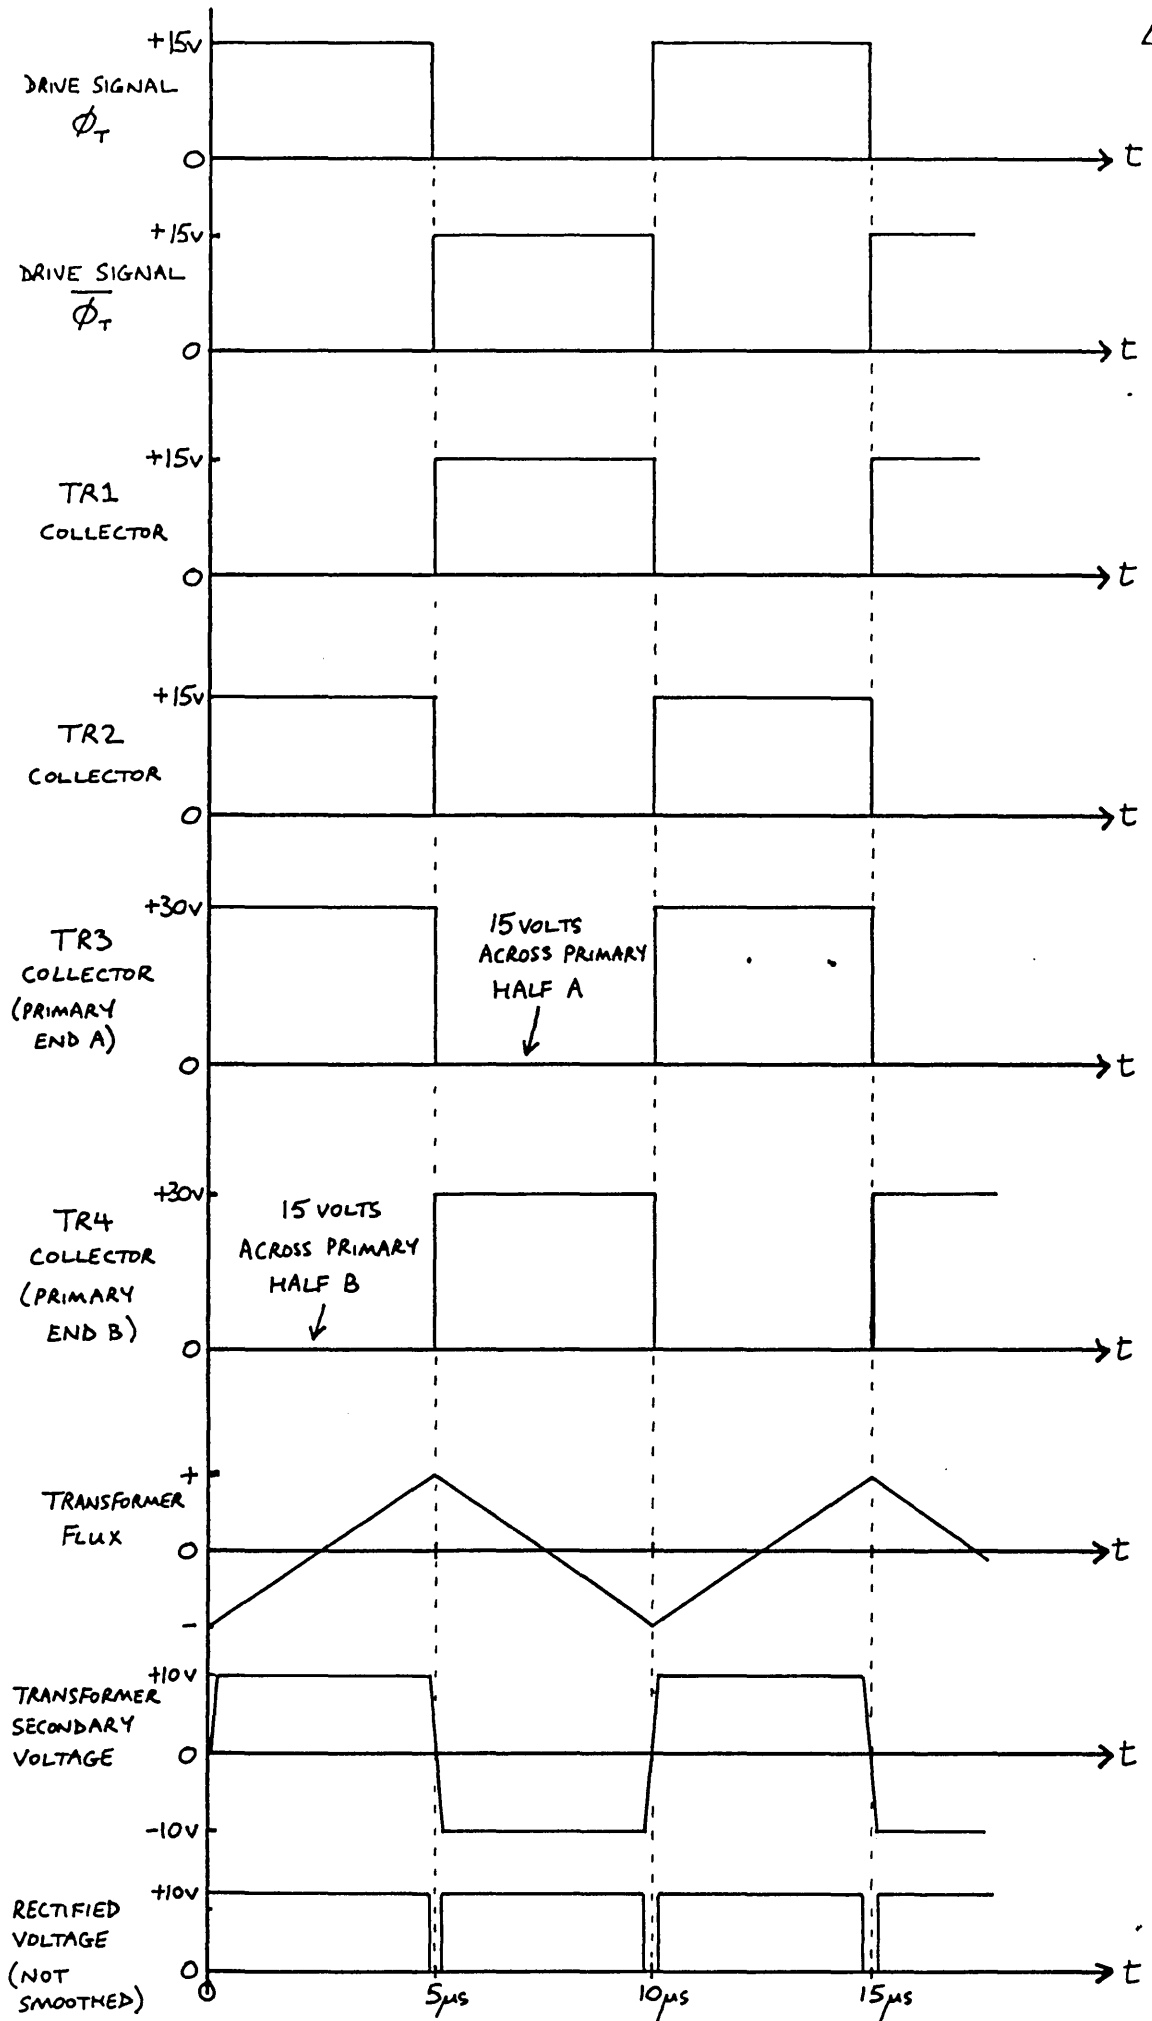 +15V
DRIVE SIGNAL
ϕT
0
t
+15V
DRIVE SIGNAL
ϕ̅T
0
t
+15V
TR1
COLLECTOR
0
t
+15V
TR2
COLLECTOR
0
t
+30V
TR3
COLLECTOR
(PRIMARY
END A)
15 VOLTS
ACROSS PRIMARY
HALF A
0
t
+30V
TR4
COLLECTOR
(PRIMARY
END B)
15 VOLTS
ACROSS PRIMARY
HALF B
0
t
+
TRANSFORMER
FLUX
0
t
-
+10V
TRANSFORMER
SECONDARY
VOLTAGE
0
t
-10V
+10V
RECTIFIED
VOLTAGE
(NOT
SMOOTHED)
0
t
0 5μs 10μs 15μs